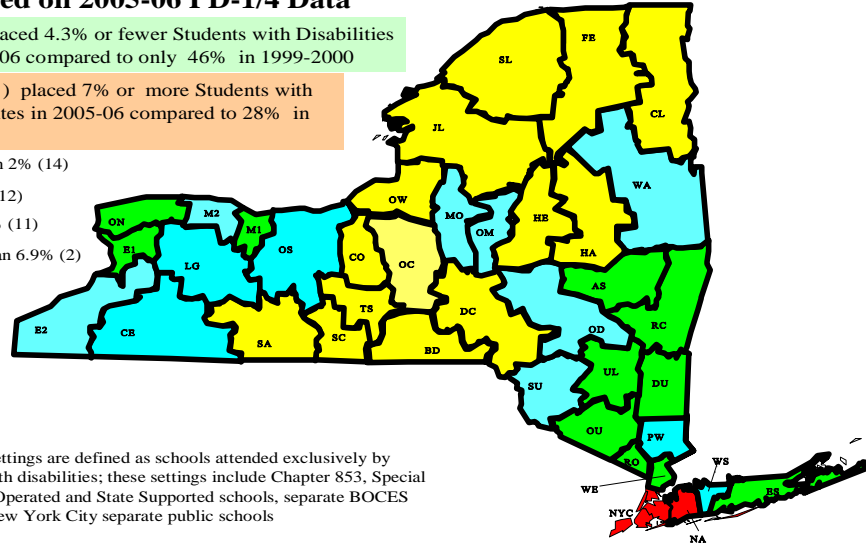 ed on 2005-06 PD-1/4 Data
aced 4.3% or fewer Students with Disabilities
06 compared to only 46% in 1999-2000
) placed 7% or more Students with
tes in 2005-06 compared to 28% in
n 2% (14)
12)
(11)
an 6.9% (2)
SL
FE
CL
JL
WA
OW
MO
OM
HE
HA
ON
M2
M1
E1
LG
OS
CO
OC
AS
RC
TS
DC
OD
E2
CE
SA
SC
BD
SU
UL
DU
OU
PW
RO
WS
WE
ES
NYC
NA
ettings are defined as schools attended exclusively by
th disabilities; these settings include Chapter 853, Special
Operated and State Supported schools, separate BOCES
ew York City separate public schools